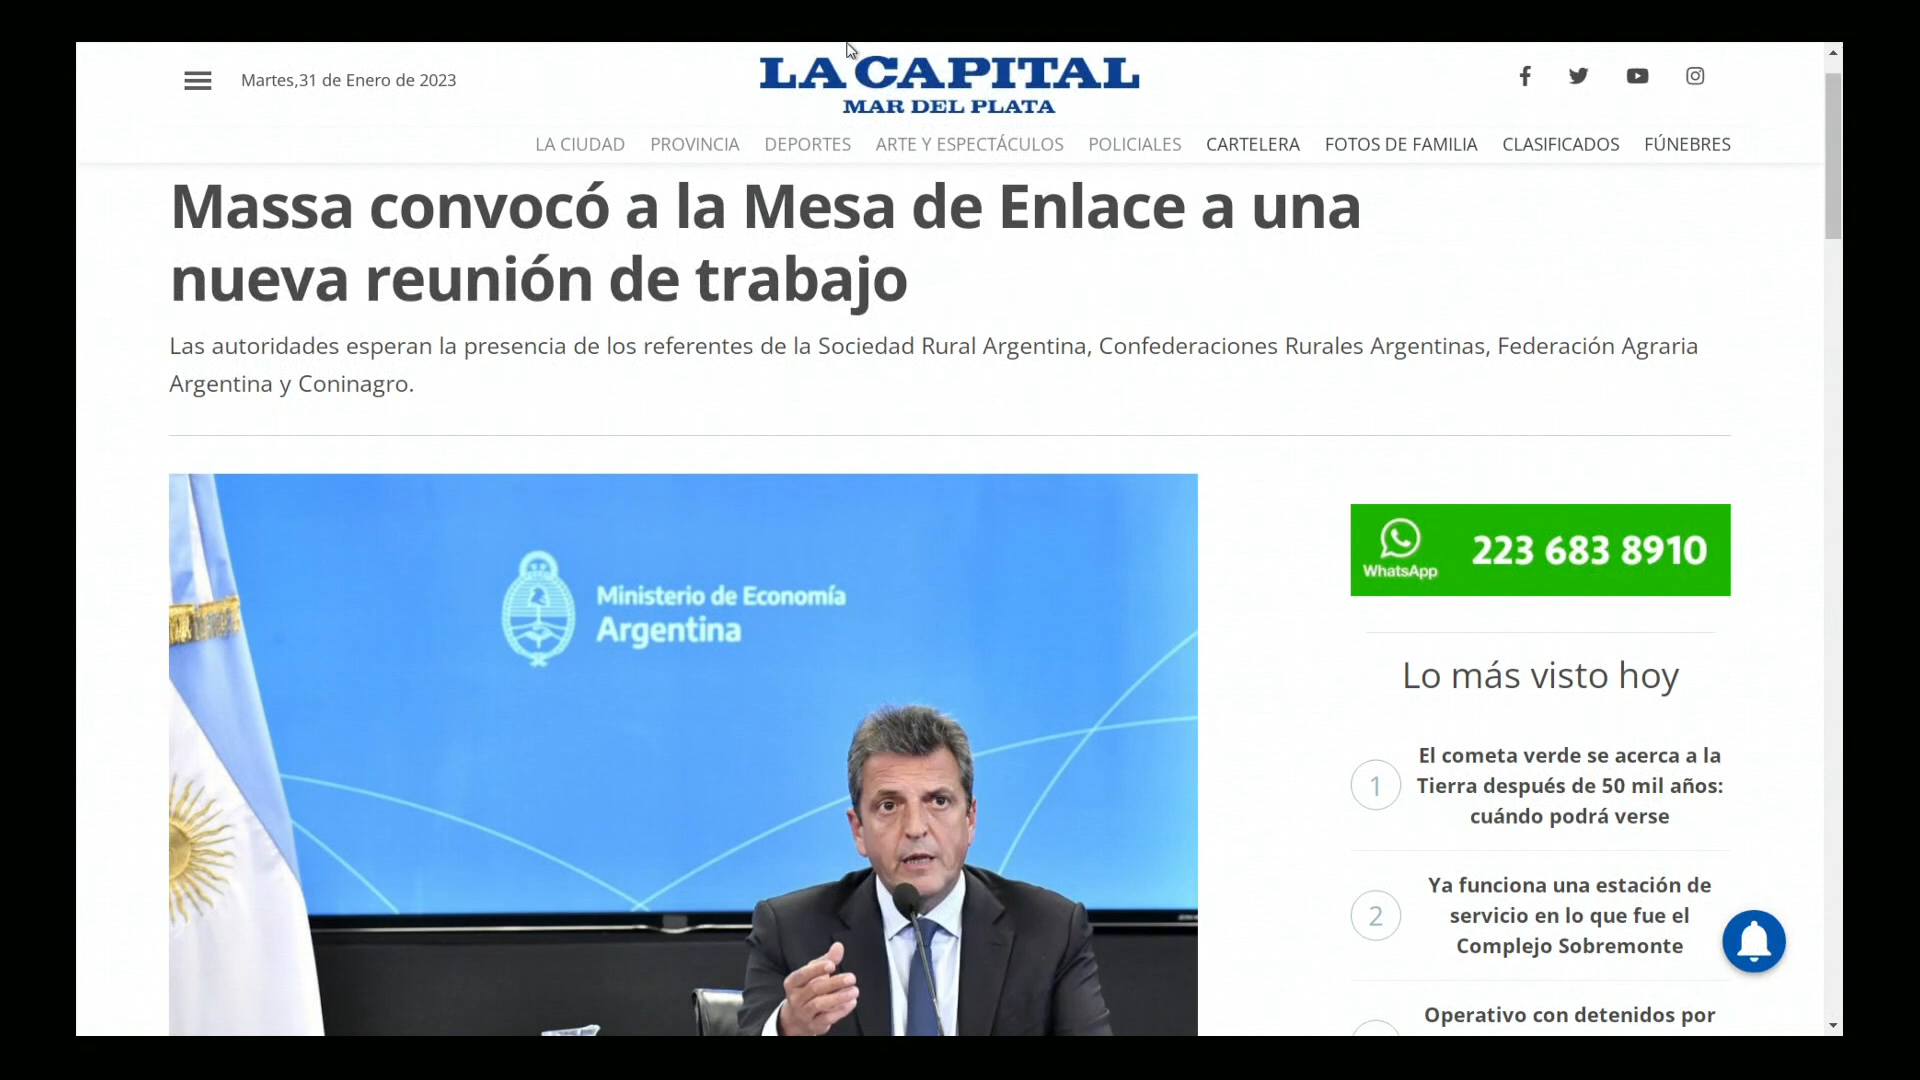 Martes,31 de Enero de 2023
LA CAPITAL
MAR DEL PLATA
LA CIUDAD PROVINCIA DEPORTES ARTE Y ESPECTÁCULOS POLICIALES CARTELERA FOTOS DE FAMILIA CLASIFICADOS FÚNEBRES
Massa convocó a la Mesa de Enlace a una
nueva reunión de trabajo
Las autoridades esperan la presencia de los referentes de la Sociedad Rural Argentina, Confederaciones Rurales Argentinas, Federación Agraria
Argentina y Coninagro.
Ministerio de Economía
Argentina
WhatsApp
223 683 8910
Lo más visto hoy
1
El cometa verde se acerca a la
Tierra después de 50 mil años:
cuándo podrá verse
2
Ya funciona una estación de
servicio en lo que fue el
Complejo Sobremonte
Operativo con detenidos por